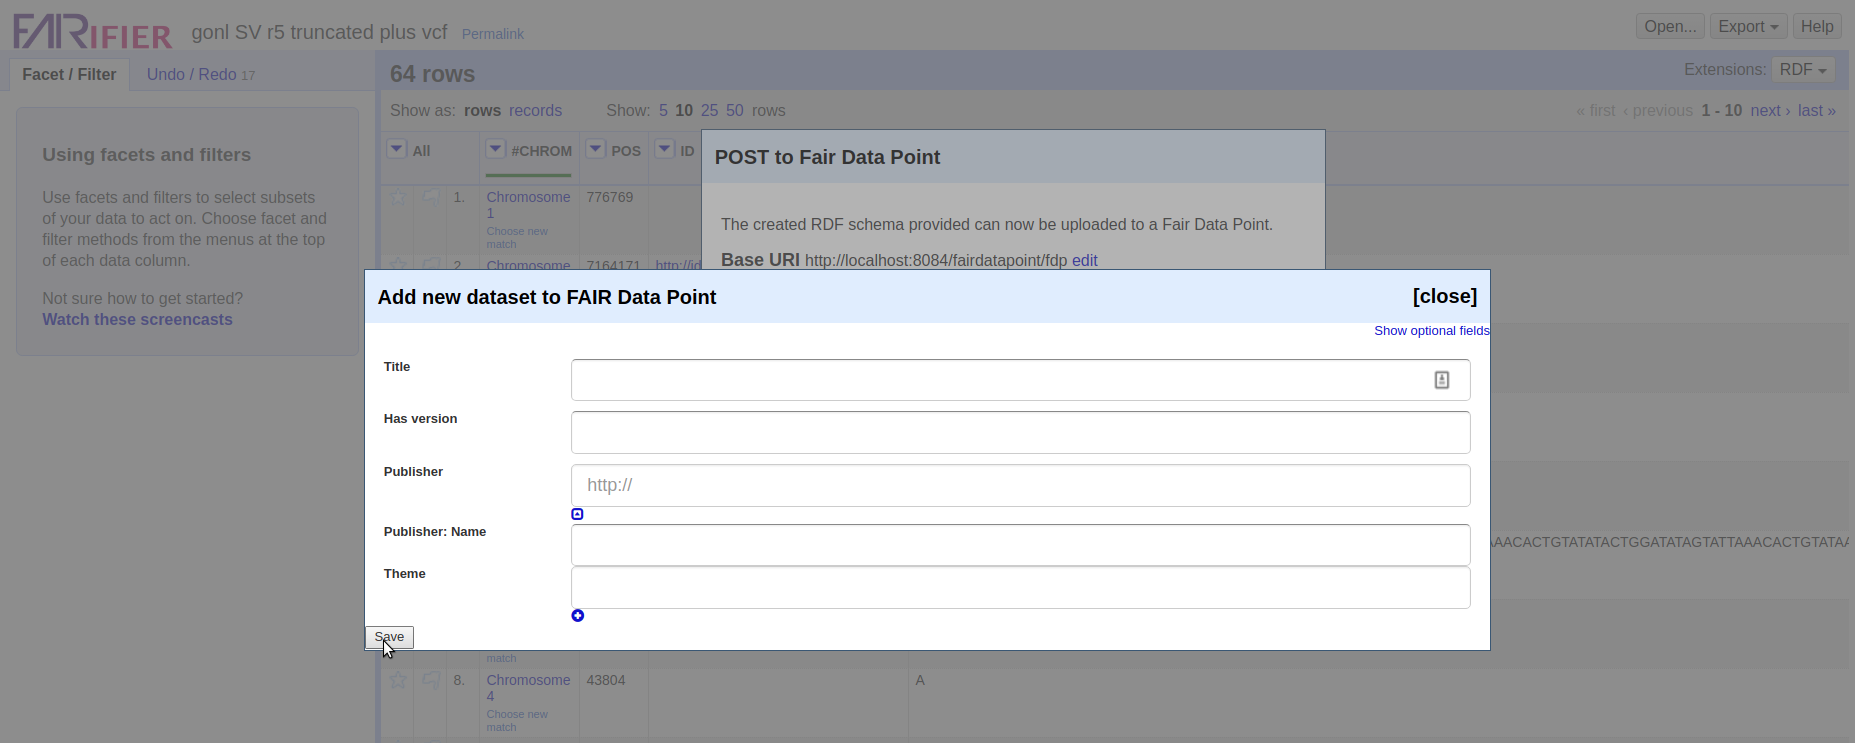 FAIRIFIER gonl SV r5 truncated plus vcf Permalink Open... Export Help
Facet / Filter Undo / Redo 17 64 rows Extensions: RDF
Show as: rows records Show: 5 10 25 50 rows « first ‹ previous 1 - 10 next › last »
All #CHROM POS ID
Using facets and filters
Use facets and filters to select subsets
of your data to act on. Choose facet and
filter methods from the menus at the top
of each data column.
Not sure how to get started?
Watch these screencasts
1. Chromosome 776769
1
Choose new
match
2. Chromosome 7164171 http://id
POST to Fair Data Point
The created RDF schema provided can now be uploaded to a Fair Data Point.
Base URI http://localhost:8084/fairdatapoint/fdp edit
Add new dataset to FAIR Data Point [close]
Show optional fields
Title
Has version
Publisher http://
Publisher: Name
Theme
Save
AACACTGTATATACTGGATATAGTATTAAACACTGTATAA
match
8. Chromosome 43804 A
4
Choose new
match